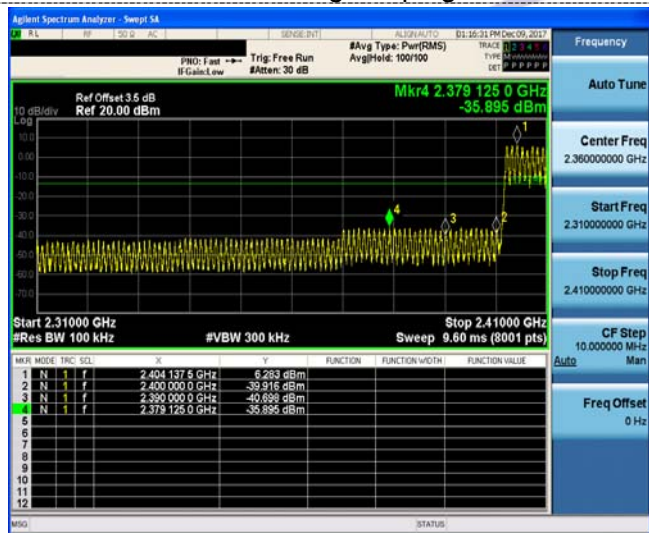 Agilent Spectrum Analyzer - Swept SA
RL RF 50 Ω AC SENSE:INT ALIGN AUTO 01:16:31 PM Dec 09, 2017
#Avg Type: Pwr(RMS) TRACE 1 2 3 4 5 6
PNO: Fast Trig: Free Run Avg|Hold: 100/100 TYPE
IFGain:Low #Atten: 30 dB DET P P P P P P
Frequency
Auto Tune
Center Freq
2.360000000 GHz
Start Freq
2.310000000 GHz
Stop Freq
2.410000000 GHz
CF Step
10.000000 MHz
Auto Man
Freq Offset
0 Hz
Mkr4 2.379 125 0 GHz
-35.895 dBm
Ref Offset 3.5 dB
10 dB/div Ref 20.00 dBm
Log
10.0
0.00
-10.0
-20.0
-30.0
-40.0
-50.0
-60.0
-70.0
1
4
3
2
Start 2.31000 GHz Stop 2.41000 GHz
#Res BW 100 kHz #VBW 300 kHz Sweep 9.60 ms (8001 pts)
MKR MODE TRC SCL X Y FUNCTION FUNCTION WIDTH FUNCTION VALUE
1 N 1 f 2.404 137 5 GHz 6.283 dBm
2 N 1 f 2.400 000 0 GHz -39.916 dBm
3 N 1 f 2.390 000 0 GHz -40.698 dBm
4 N 1 f 2.379 125 0 GHz -35.895 dBm
5
6
7
8
9
10
11
12
MSG STATUS